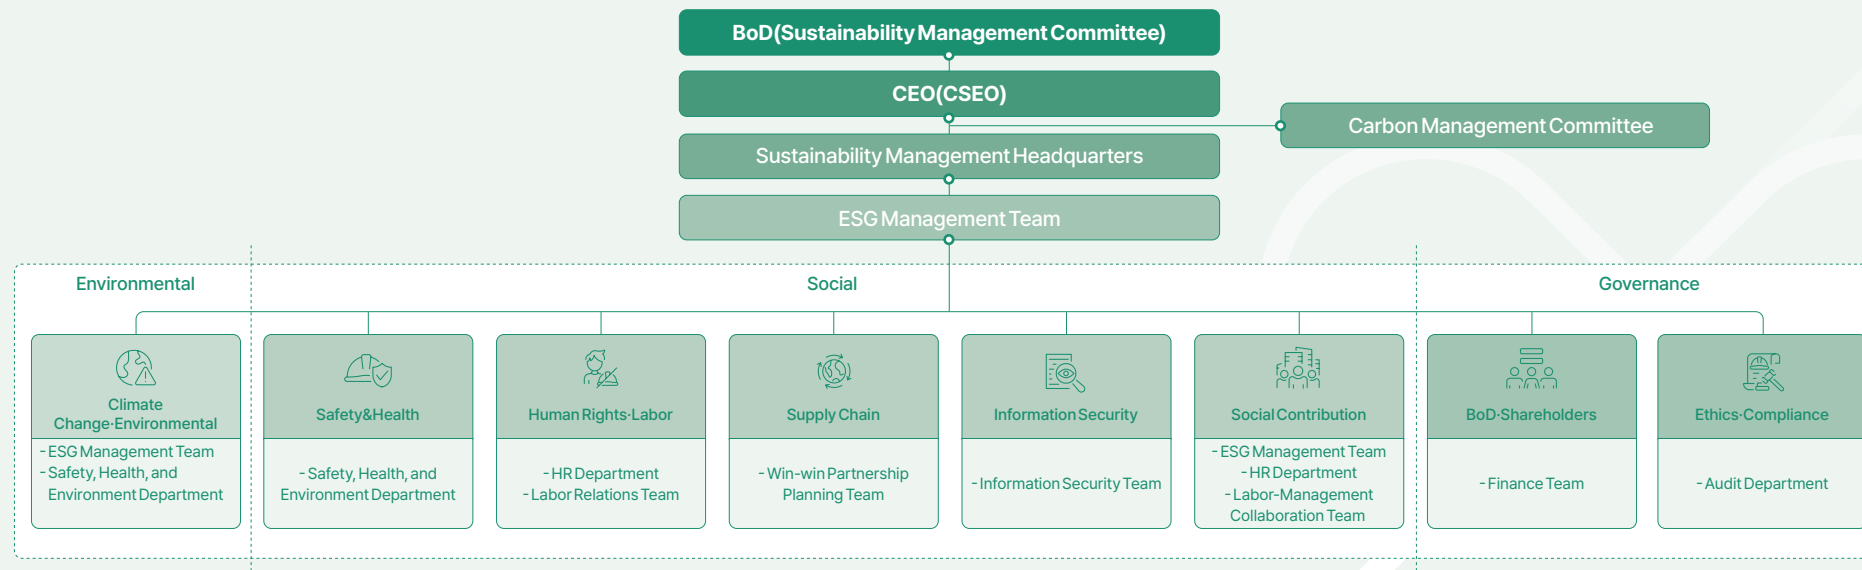 BoD(Sustainability Management Committee)
CEO(CSEO)
Carbon Management Committee
Sustainability Management Headquarters
ESG Management Team
Environmental
Social
Governance
Climate
Change·Environmental
- ESG Management Team
- Safety, Health, and
Environment Department
Safety&Health
- Safety, Health, and
Environment Department
Human Rights·Labor
- HR Department
- Labor Relations Team
Supply Chain
- Win-win Partnership
Planning Team
Information Security
- Information Security Team
Social Contribution
- ESG Management Team
- HR Department
- Labor-Management
Collaboration Team
BoD·Shareholders
- Finance Team
Ethics·Compliance
- Audit Department